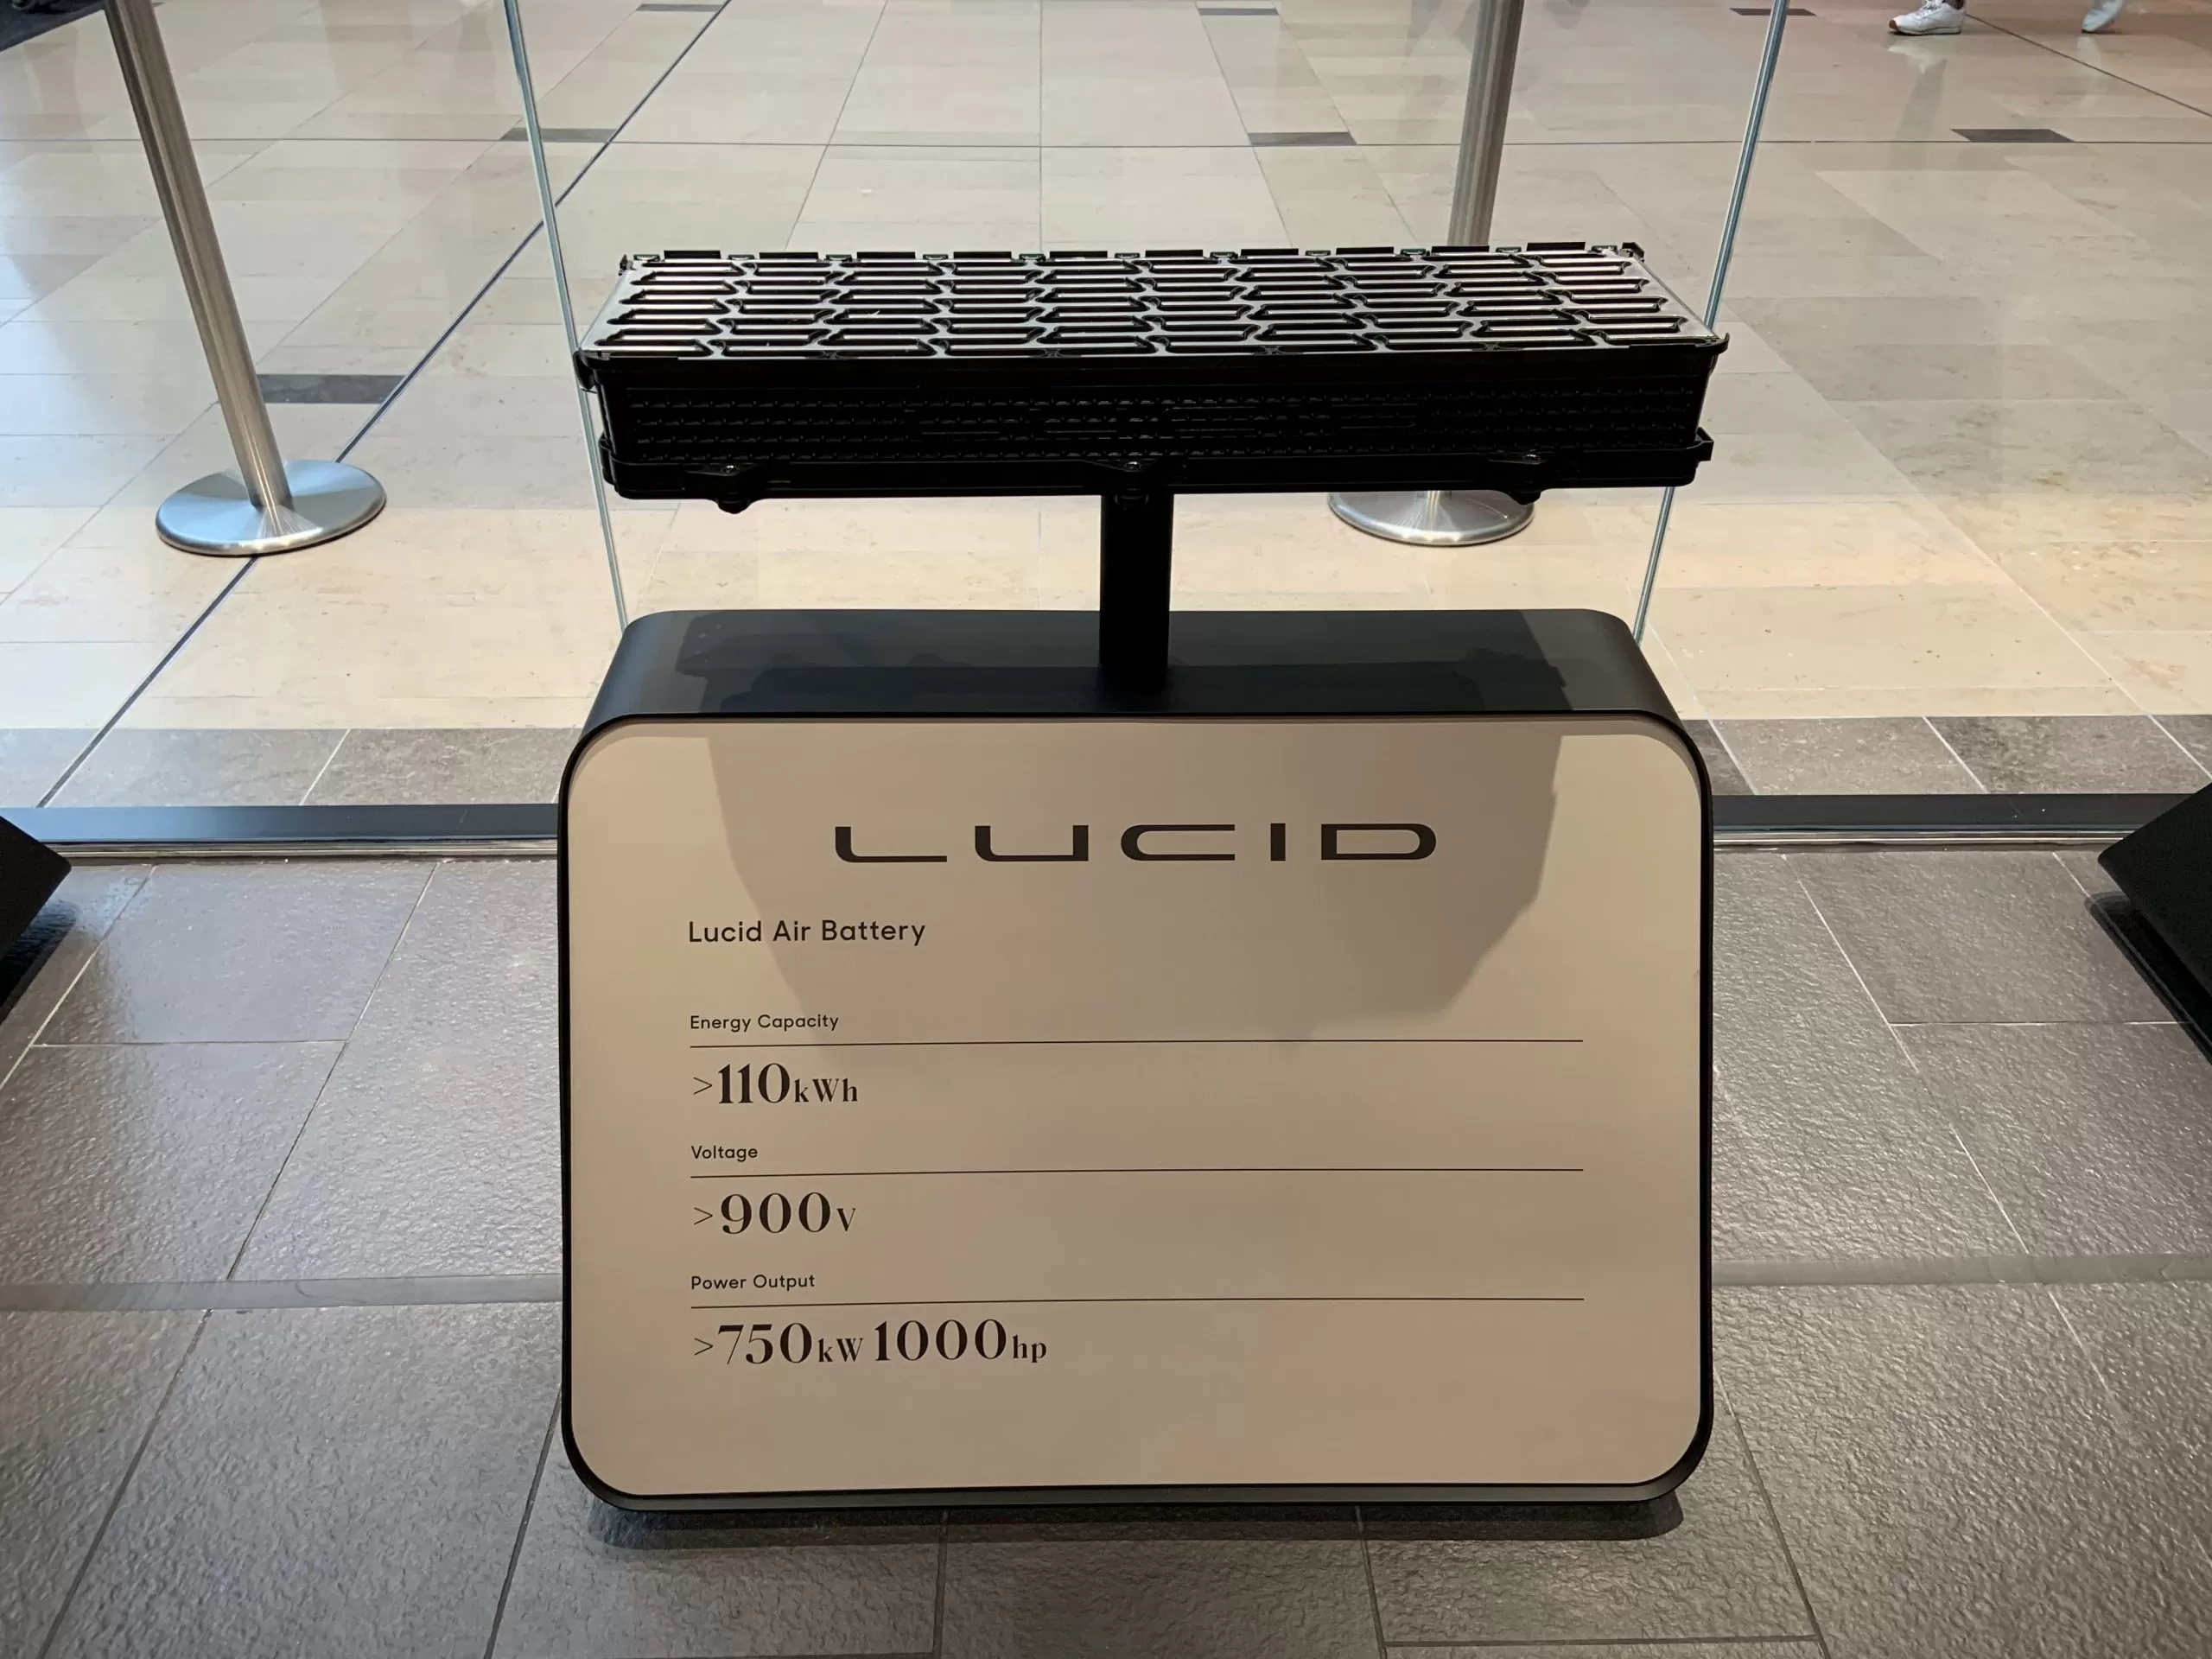 LUCID
Lucid Air Battery
Energy Capacity
>110kWh
Voltage
>900V
Power Output
>750kW 1000hp